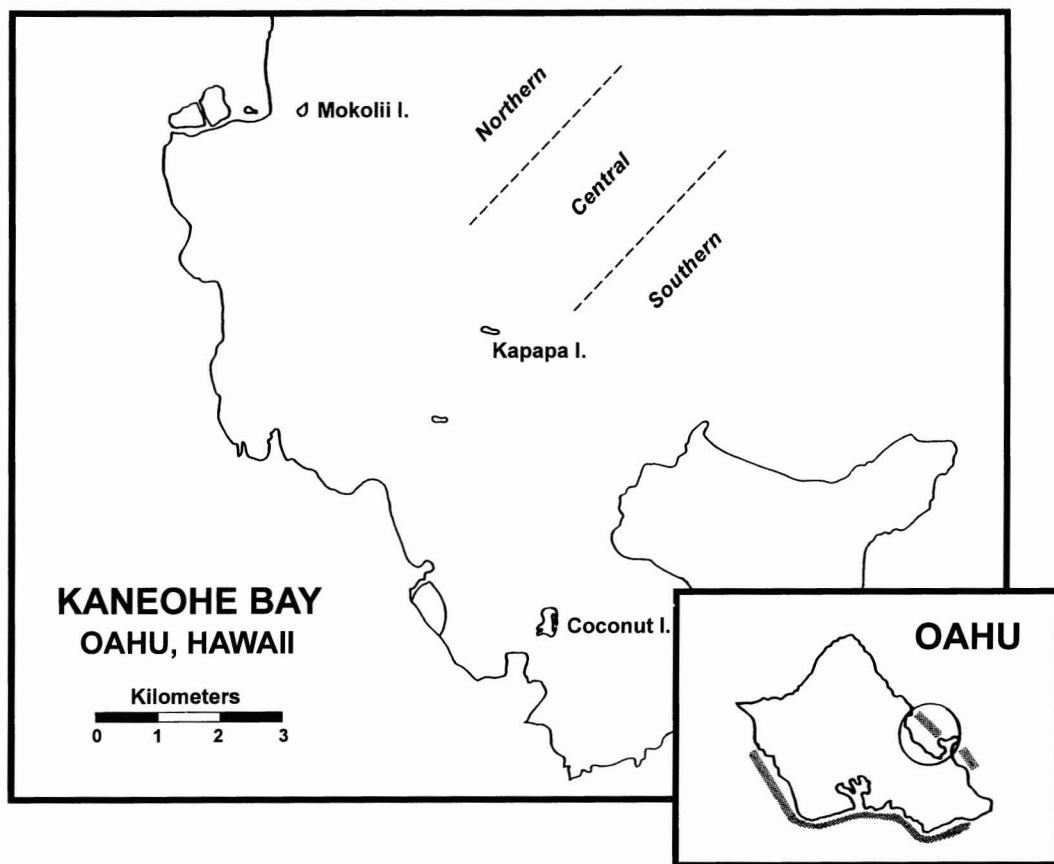 Mokolii I.
Northern
Central
Southern
Kapapa I.
KANEOHE BAY
OAHU, HAWAII
Kilometers
0 1 2 3
Coconut I.
OAHU